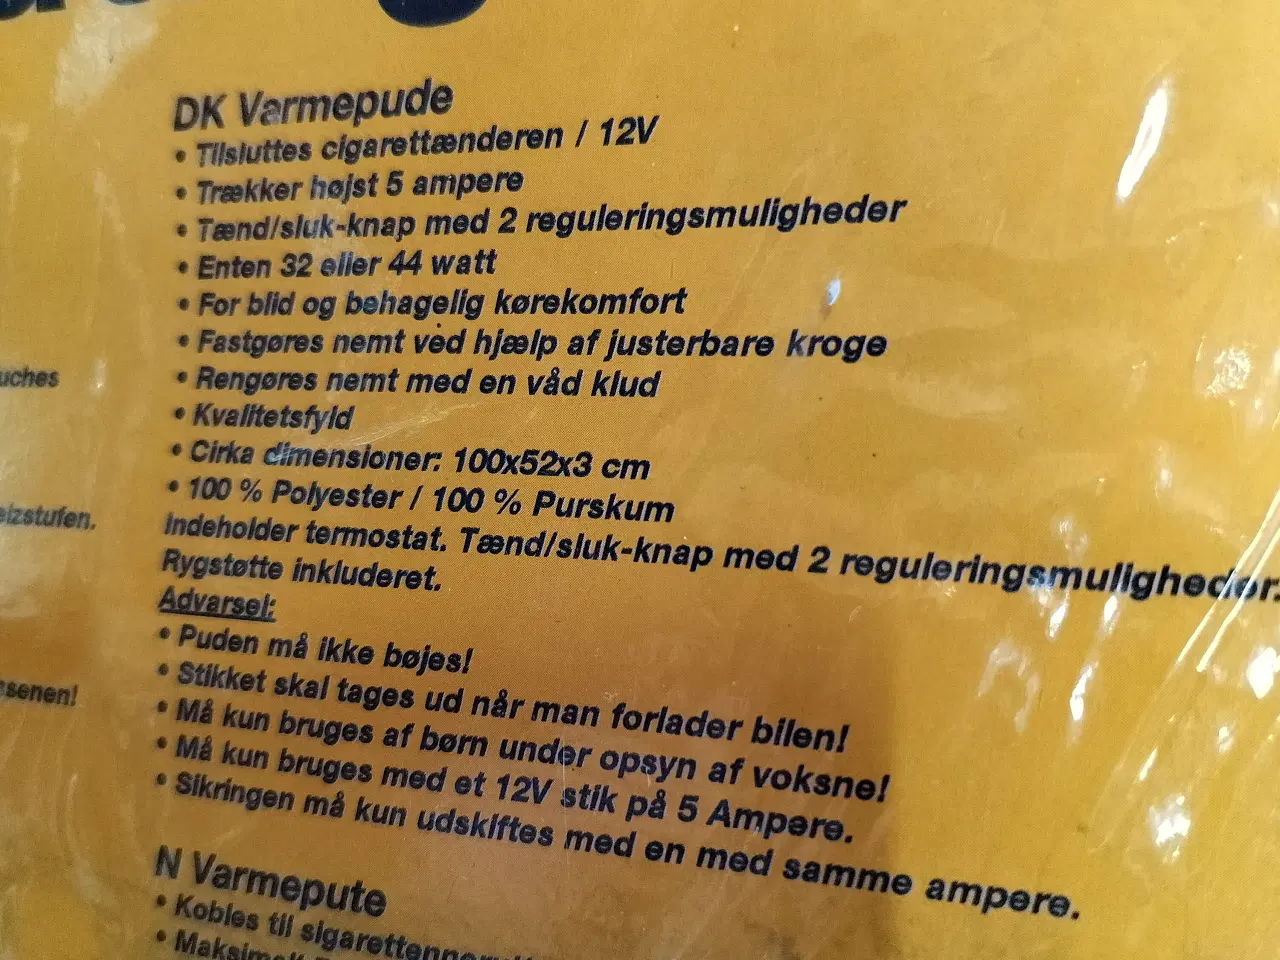 DK Varmepude
• Tilsluttes cigarettænderen / 12V
• Trækker højst 5 ampere
• Tænd/sluk-knap med 2 reguleringsmuligheder
• Enten 32 eller 44 watt
• For blid og behagelig kørekomfort
• Fastgøres nemt ved hjælp af justerbare kroge
• Rengøres nemt med en våd klud
• Kvalitetsfyld
• Cirka dimensioner: 100x52x3 cm
• 100 % Polyester / 100 % Purskum
Indeholder termostat. Tænd/sluk-knap med 2 reguleringsmuligheder.
Rygstøtte inkluderet.
Advarsel:
• Puden må ikke bøjes!
• Stikket skal tages ud når man forlader bilen!
• Må kun bruges af børn under opsyn af voksne!
• Må kun bruges med et 12V stik på 5 Ampere.
• Sikringen må kun udskiftes med en med samme ampere.
N Varmepute
• Kobles til
uches
eizstufen.
senen!